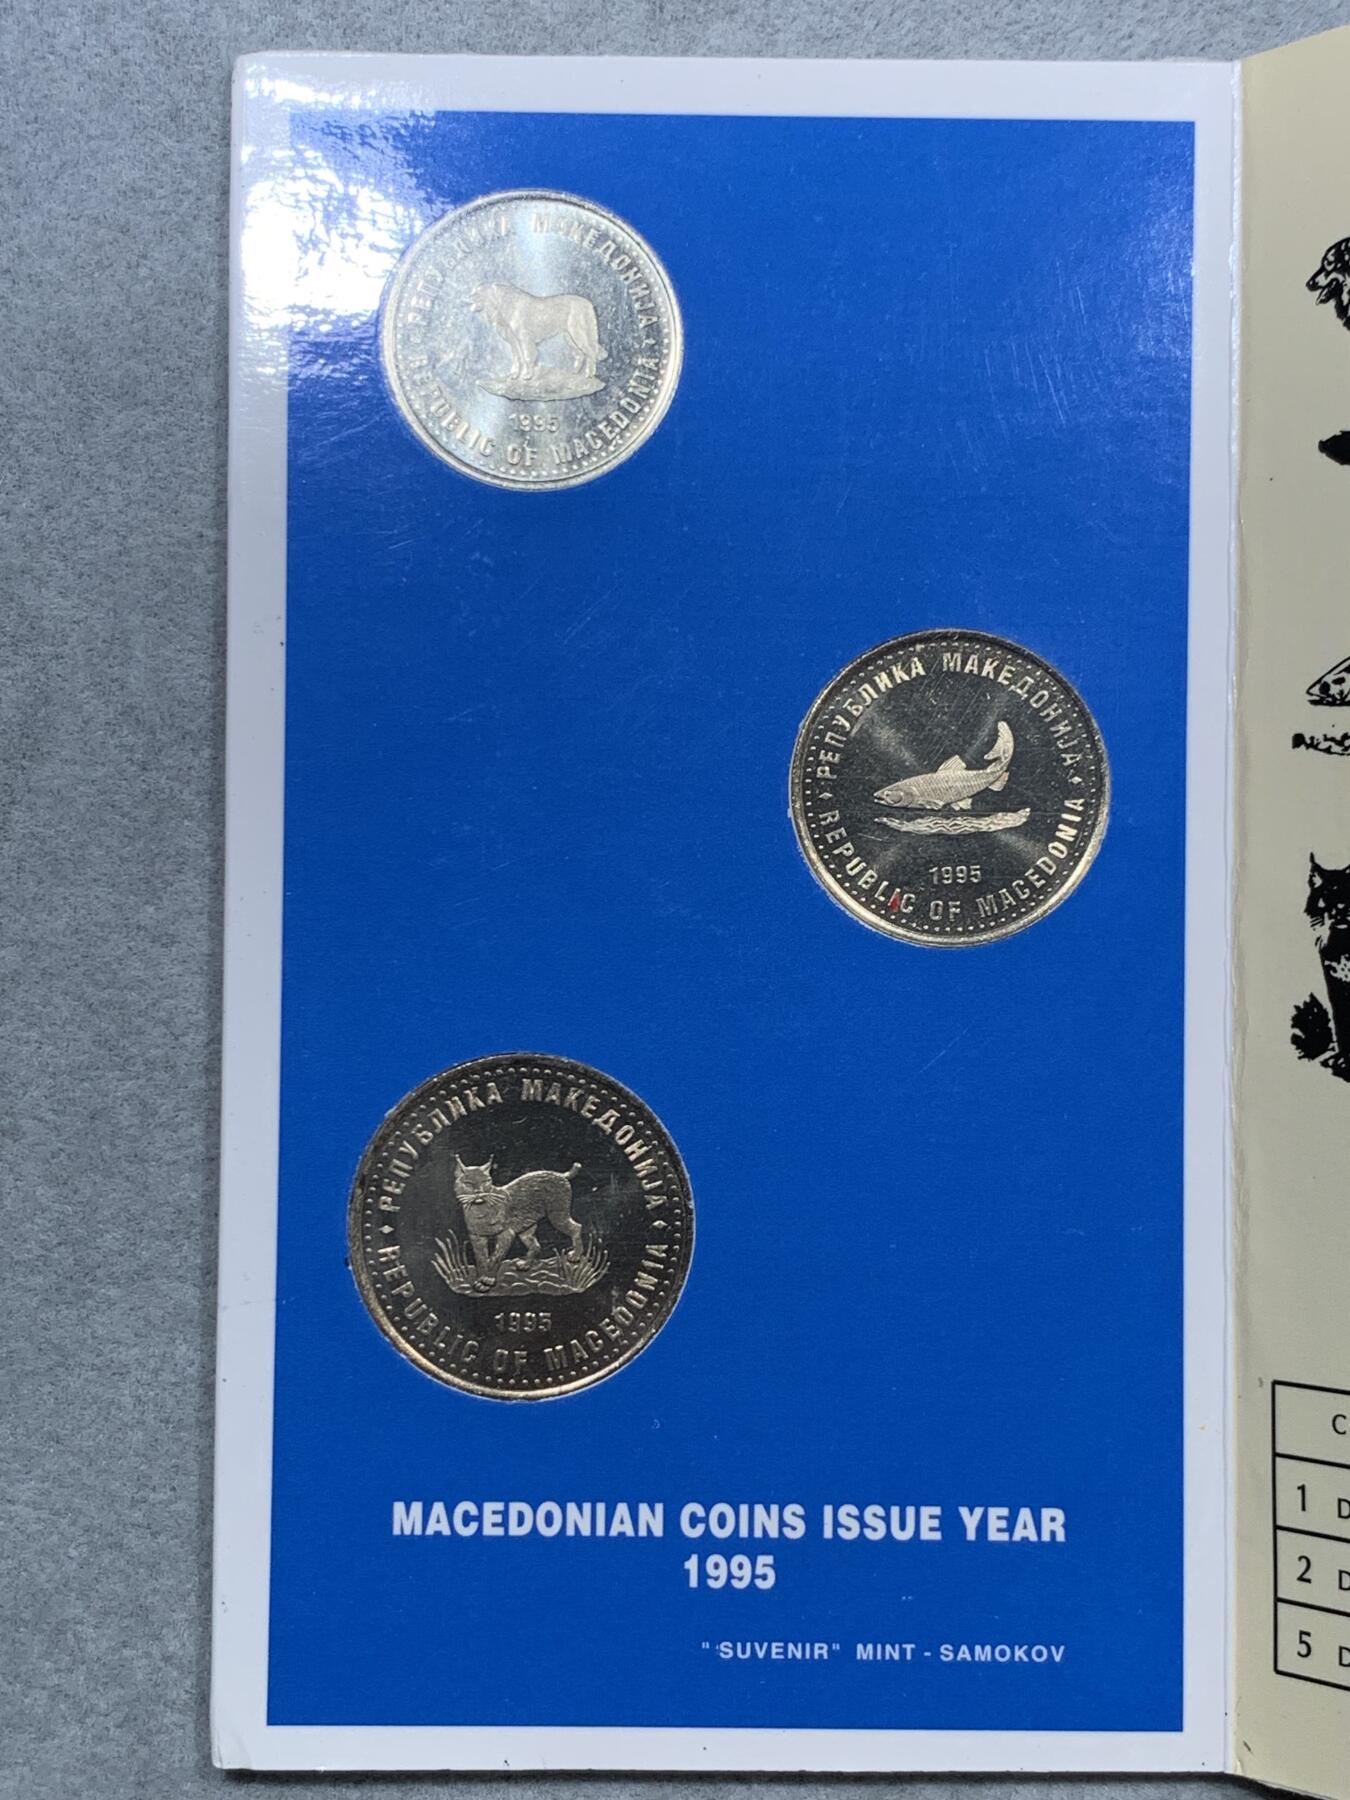 РЕПУБЛИКА МАКЕДОНИЈА
1995
REPUBLIC OF MACEDONIA
РЕПУБЛИКА МАКЕДОНИЈА
1995
REPUBLIC OF MACEDONIA
РЕПУБЛИКА МАКЕДОНИЈА
1995
REPUBLIC OF MACEDONIA
MACEDONIAN COINS ISSUE YEAR
1995
"SUVENIR" MINT - SAMOKOV
C
1 D
2 D
5 D